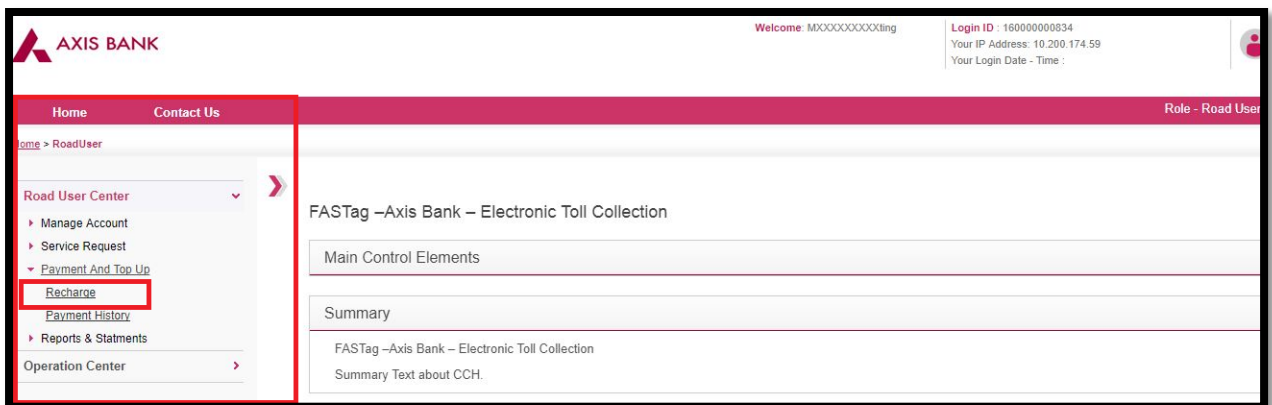 AXIS BANK
Welcome: MXXXXXXXXXting
Login ID : 160000000834
Your IP Address: 10.200.174.59
Your Login Date - Time :
Home Contact Us Role - Road User
ome > RoadUser
Road User Center
Manage Account
Service Request
Payment And Top Up
Recharge
Payment History
Reports & Statments
Operation Center
FASTag –Axis Bank – Electronic Toll Collection
Main Control Elements
Summary
FASTag –Axis Bank – Electronic Toll Collection
Summary Text about CCH.